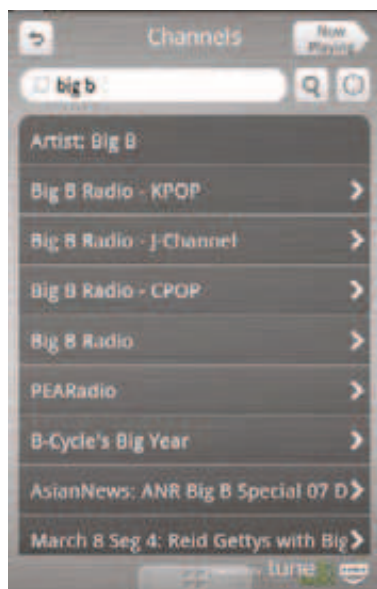 Channels
Now
Playing
big b
Artist: Big B
Big B Radio - KPOP
Big B Radio - J-Channel
Big B Radio - CPOP
Big B Radio
PEARadio
B-Cycle's Big Year
AsianNews: ANR Big B Special 07 D
March 8 Seg 4: Reid Gettys with Big
tune